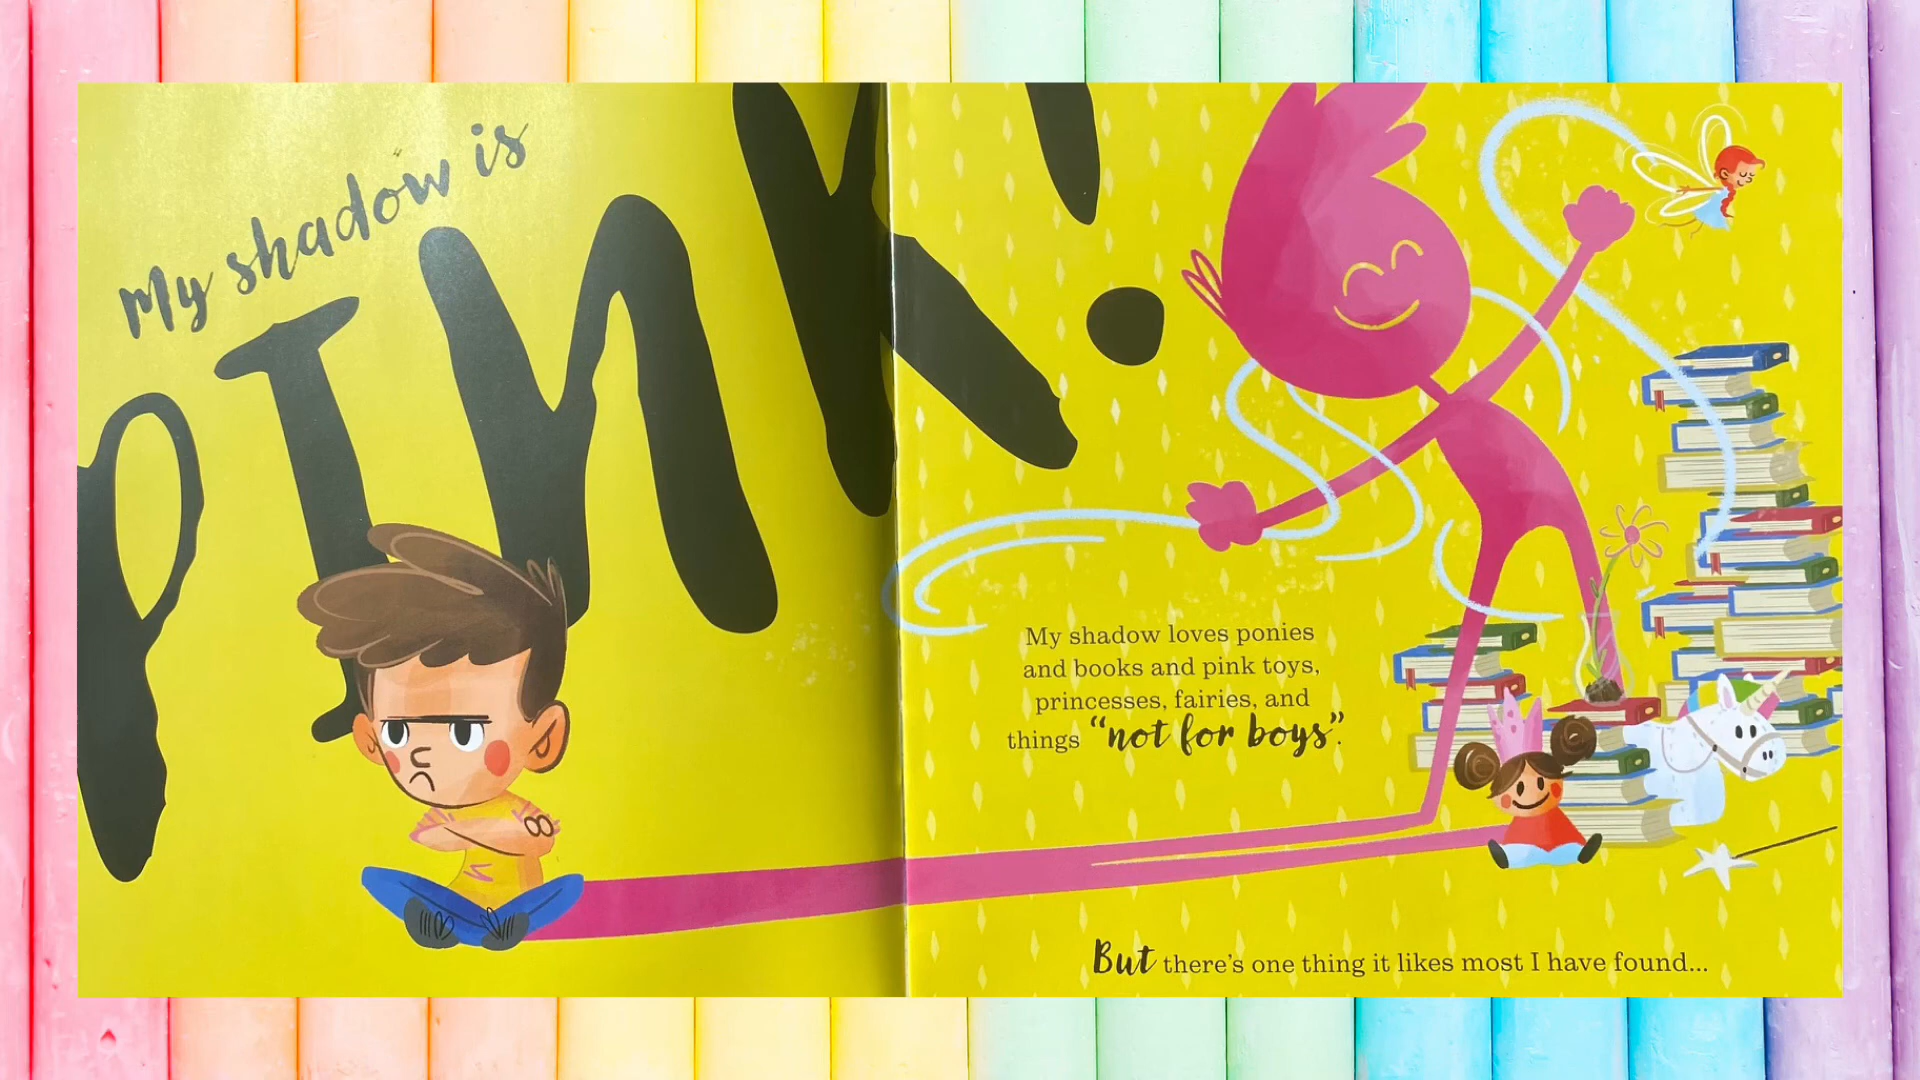 My shadow is
PINK!
My shadow loves ponies
and books and pink toys,
princesses, fairies, and
things “not for boys”.
But there's one thing it likes most I have found...